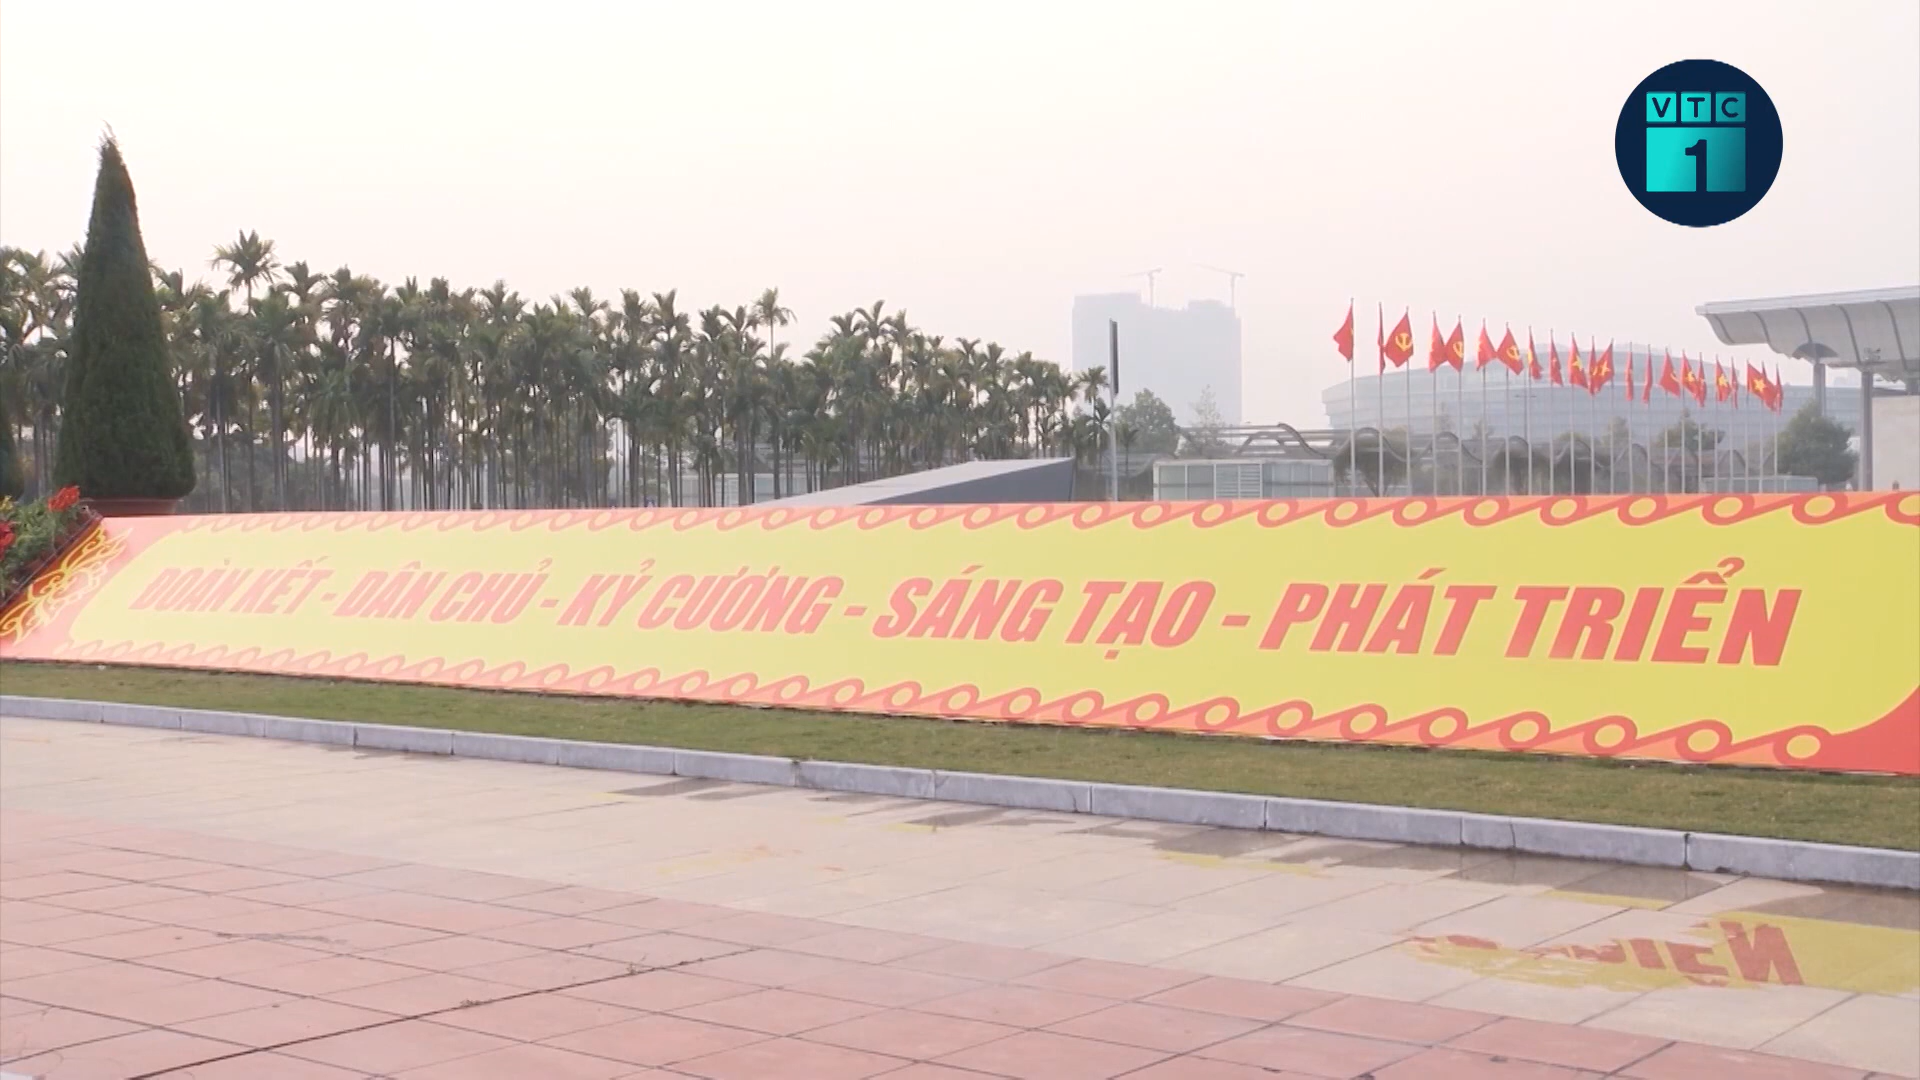 VTC
1
ĐOÀN KẾT - DÂN CHỦ - KỶ CƯƠNG - SÁNG TẠO - PHÁT TRIỂN